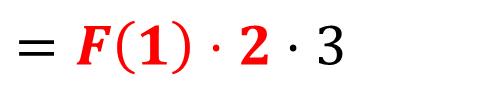 = F(1) · 2 · 3